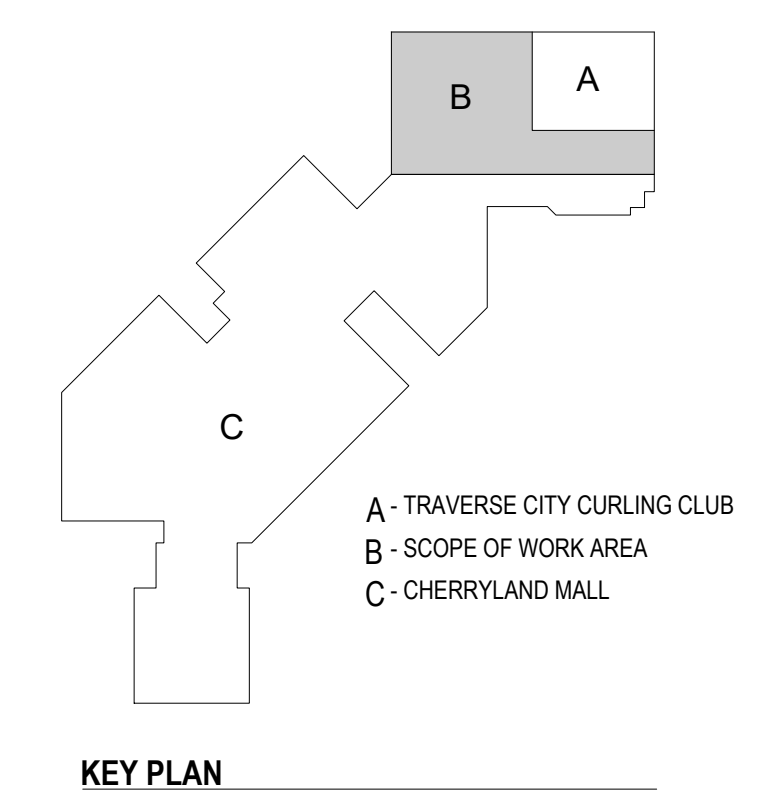 B
A
C
A - TRAVERSE CITY CURLING CLUB
B - SCOPE OF WORK AREA
C - CHERRYLAND MALL
KEY PLAN